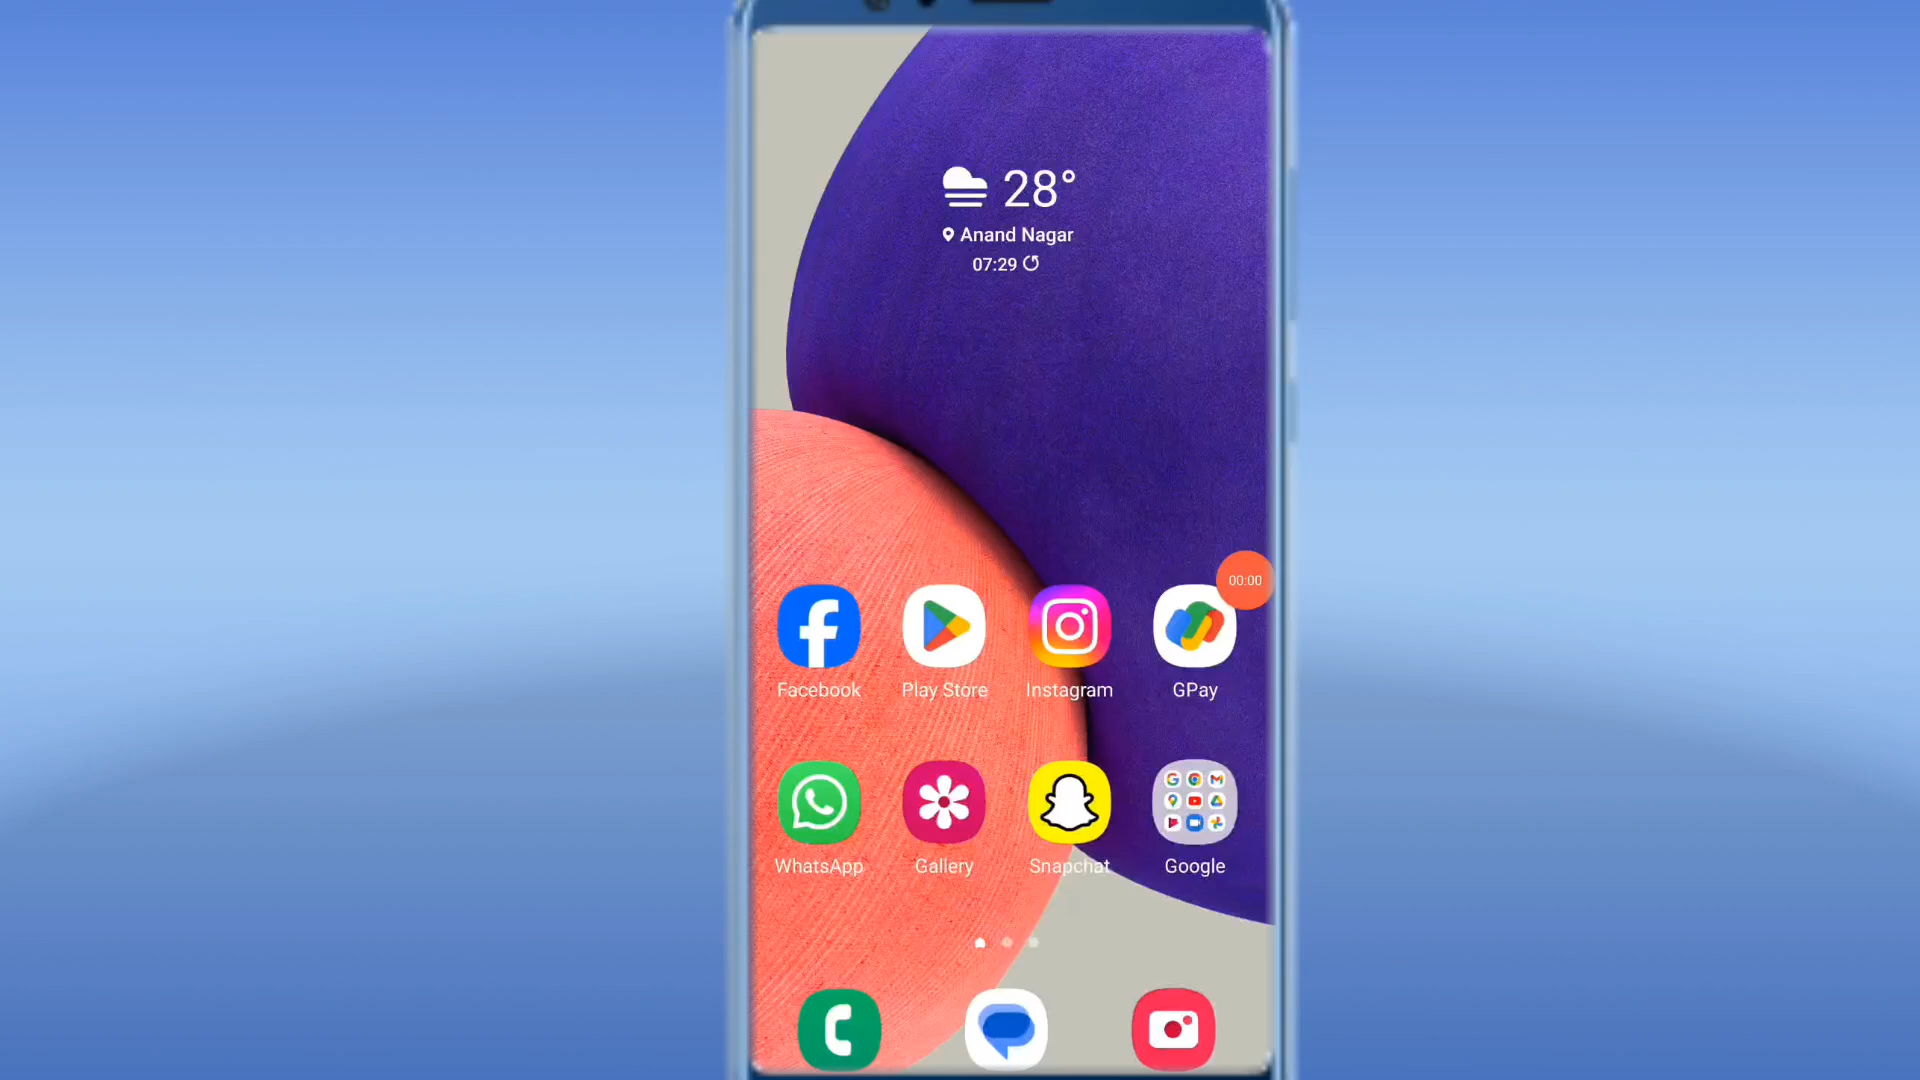 28°
Anand Nagar
07:29
00:00
Facebook
Play Store
Instagram
GPay
WhatsApp
Gallery
Snapchat
Google